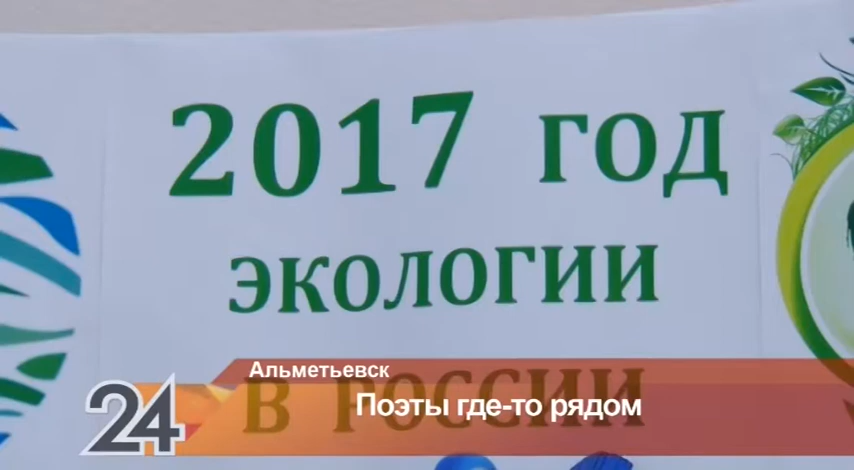 2017 ГОД
ЭКОЛОГИИ
В РОССИИ
Альметьевск
Поэты где-то рядом
24